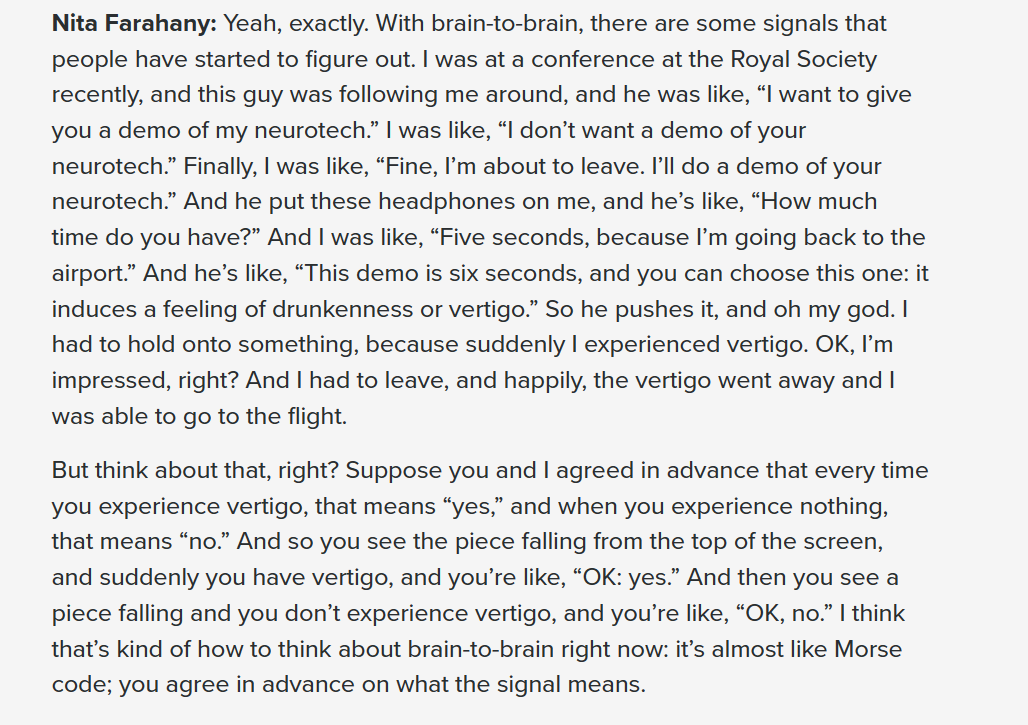 Nita Farahany: Yeah, exactly. With brain-to-brain, there are some signals that
people have started to figure out. I was at a conference at the Royal Society
recently, and this guy was following me around, and he was like, “I want to give
you a demo of my neurotech.” I was like, “I don’t want a demo of your
neurotech.” Finally, I was like, “Fine, I’m about to leave. I’ll do a demo of your
neurotech.” And he put these headphones on me, and he’s like, “How much
time do you have?” And I was like, “Five seconds, because I’m going back to the
airport.” And he’s like, “This demo is six seconds, and you can choose this one: it
induces a feeling of drunkenness or vertigo.” So he pushes it, and oh my god. I
had to hold onto something, because suddenly I experienced vertigo. OK, I’m
impressed, right? And I had to leave, and happily, the vertigo went away and I
was able to go to the flight.
But think about that, right? Suppose you and I agreed in advance that every time
you experience vertigo, that means “yes,” and when you experience nothing,
that means “no.” And so you see the piece falling from the top of the screen,
and suddenly you have vertigo, and you’re like, “OK: yes.” And then you see a
piece falling and you don’t experience vertigo, and you’re like, “OK, no.” I think
that’s kind of how to think about brain-to-brain right now: it’s almost like Morse
code; you agree in advance on what the signal means.